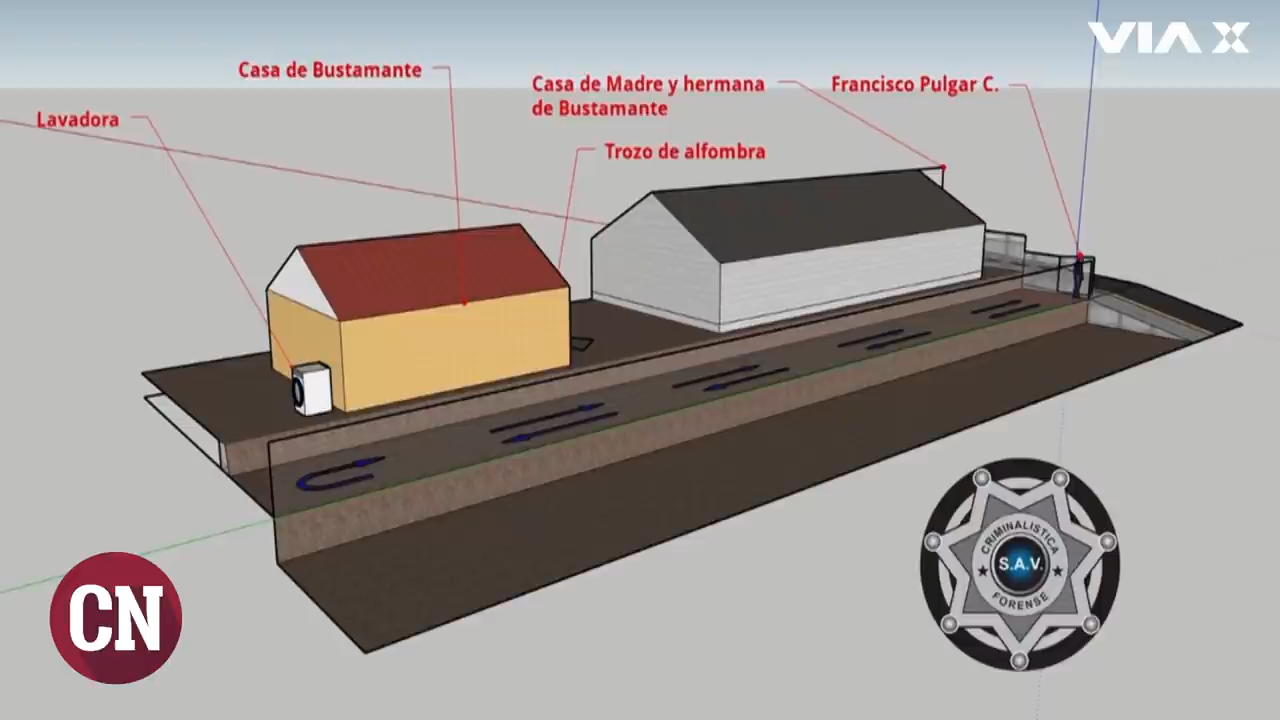 VIA X
Casa de Bustamante
Casa de Madre y hermana
de Bustamante
Francisco Pulgar C.
Lavadora
Trozo de alfombra
CRIMINALISTICA
S.A.V.
FORENSE
CN